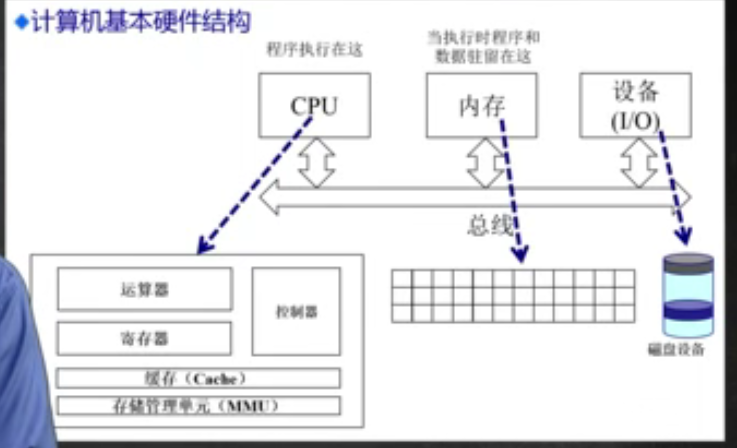 计算机基本硬件结构
程序执行在这
当执行时程序和
数据驻留在这
CPU
内存
设备
(I/O)
总线
运算器
控制器
寄存器
缓存（Cache）
存储管理单元（MMU）
磁盘设备